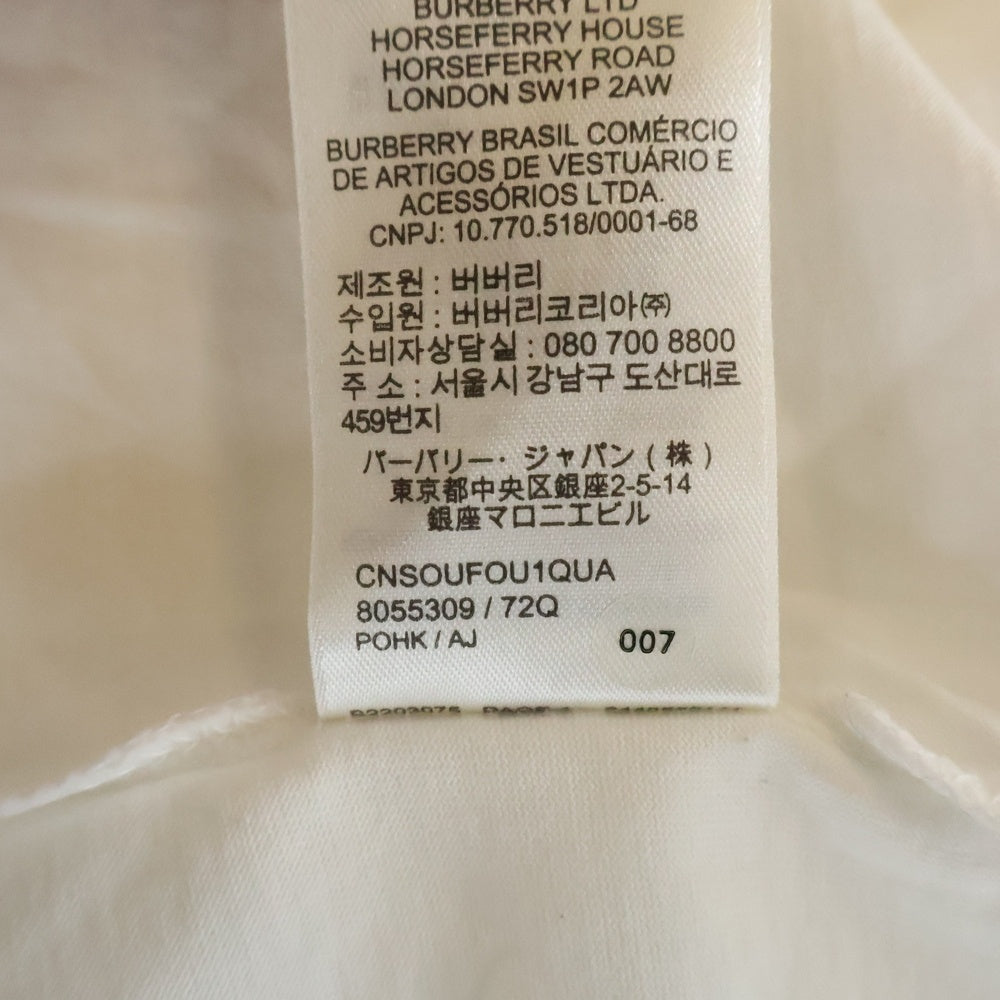 BURBERRY LTD
HORSEFERRY HOUSE
HORSEFERRY ROAD
LONDON SW1P 2AW
BURBERRY BRASIL COMÉRCIO
DE ARTIGOS DE VESTUÁRIO E
ACESSÓRIOS LTDA.
CNPJ: 10.770.518/0001-68
제조원 : 버버리
수입원 : 버버리코리아㈜
소비자상담실 : 080 700 8800
주 소 : 서울시 강남구 도산대로
459번지
バーバリー・ジャパン ( 株 )
東京都中央区銀座2-5-14
銀座マロニエビル
CNSOUFOU1QUA
8055309 / 72Q
POHK / AJ 007